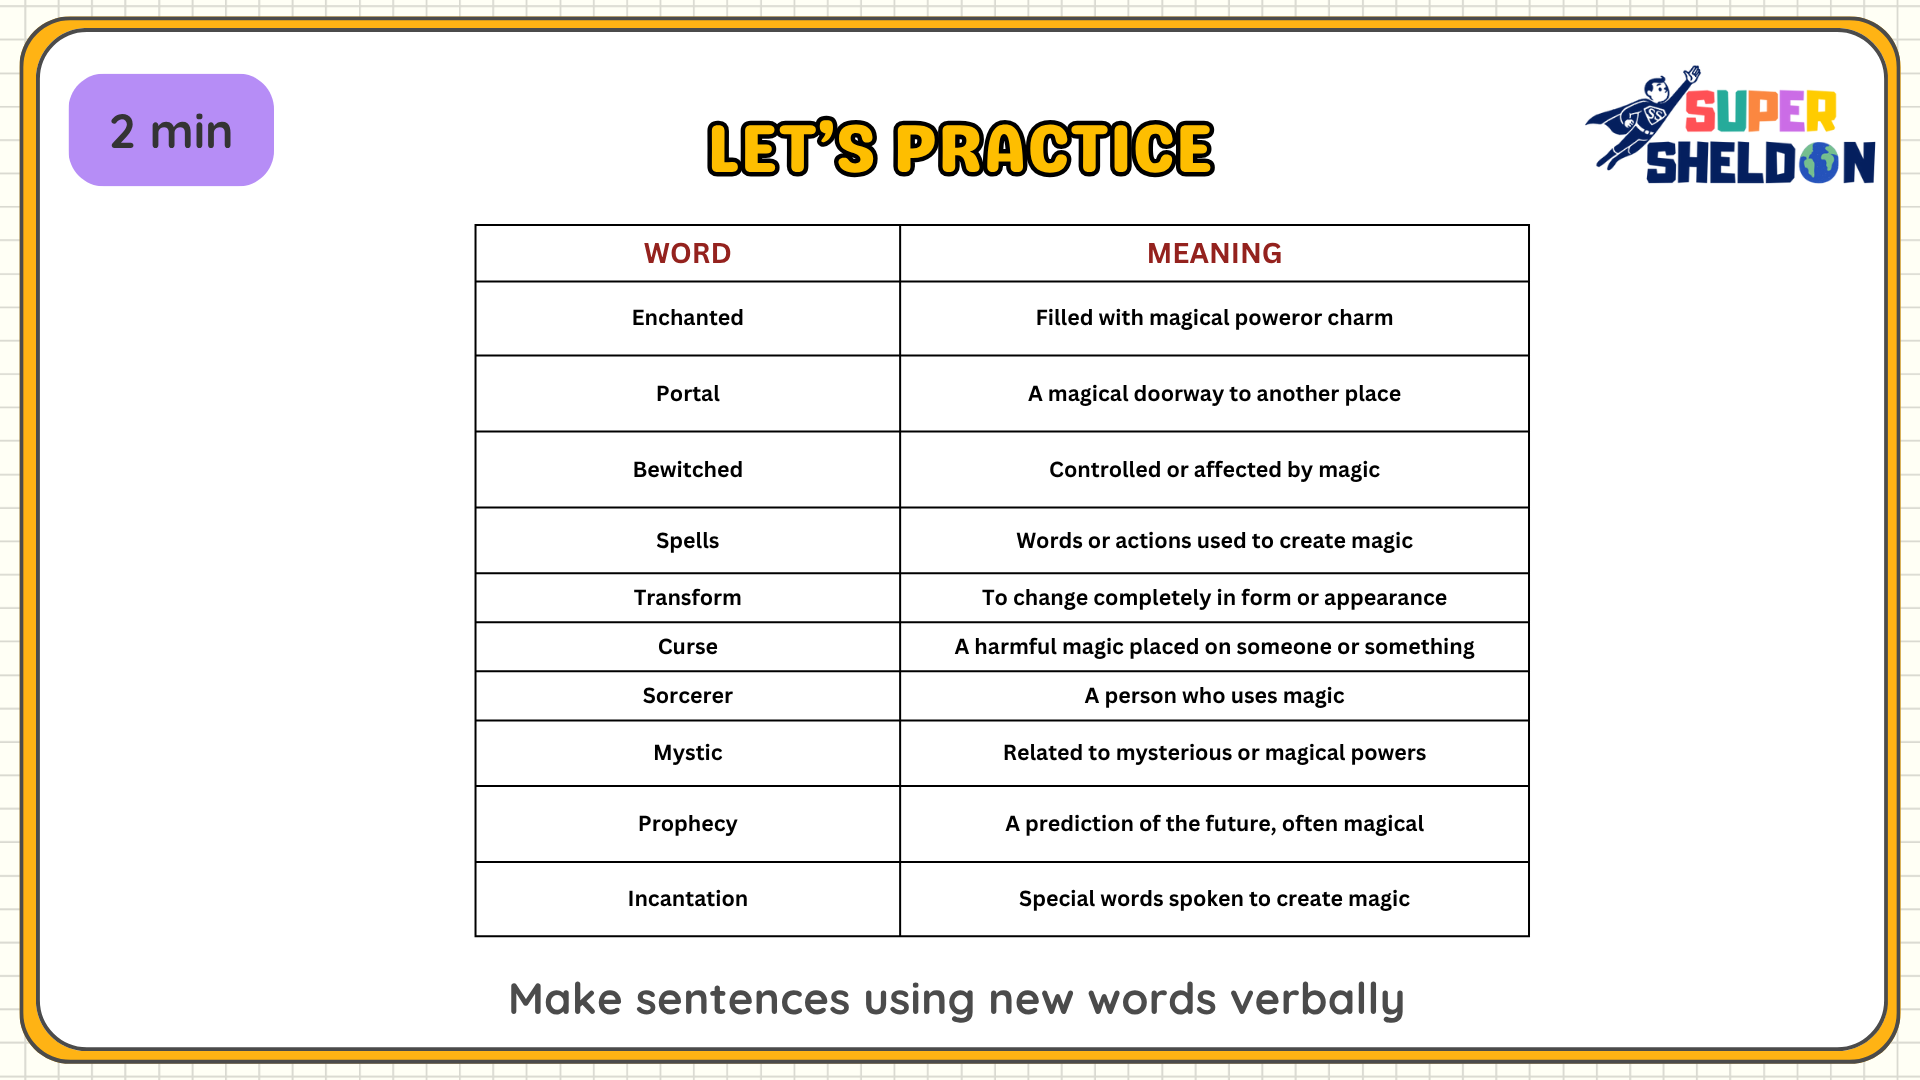 2 min
LET'S PRACTICE
SUPER
SHELDON
WORD MEANING
Enchanted Filled with magical poweror charm
Portal A magical doorway to another place
Bewitched Controlled or affected by magic
Spells Words or actions used to create magic
Transform To change completely in form or appearance
Curse A harmful magic placed on someone or something
Sorcerer A person who uses magic
Mystic Related to mysterious or magical powers
Prophecy A prediction of the future, often magical
Incantation Special words spoken to create magic
Make sentences using new words verbally